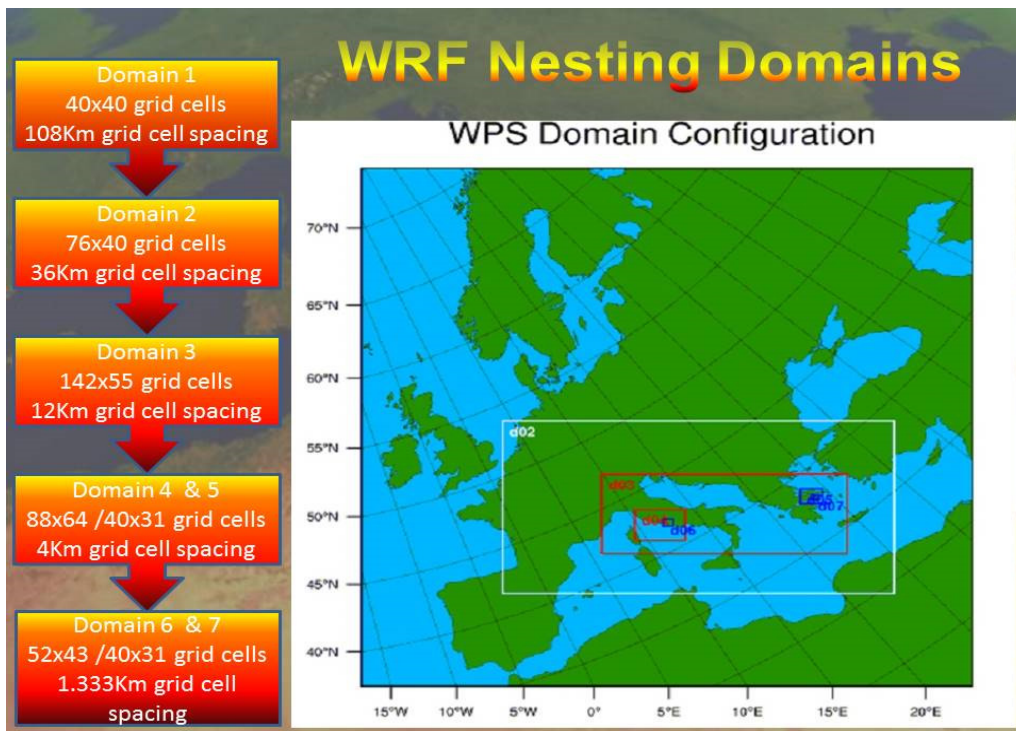 WRF Nesting Domains
Domain 1
40x40 grid cells
108Km grid cell spacing
Domain 2
76x40 grid cells
36Km grid cell spacing
Domain 3
142x55 grid cells
12Km grid cell spacing
Domain 4 & 5
88x64 /40x31 grid cells
4Km grid cell spacing
Domain 6 & 7
52x43 /40x31 grid cells
1.333Km grid cell
spacing
WPS Domain Configuration
70°N
65°N
60°N
55°N
50°N
45°N
40°N
d02
d03
d04
d06
d05
d07
15°W 10°W 5°W 0° 5°E 10°E 15°E 20°E